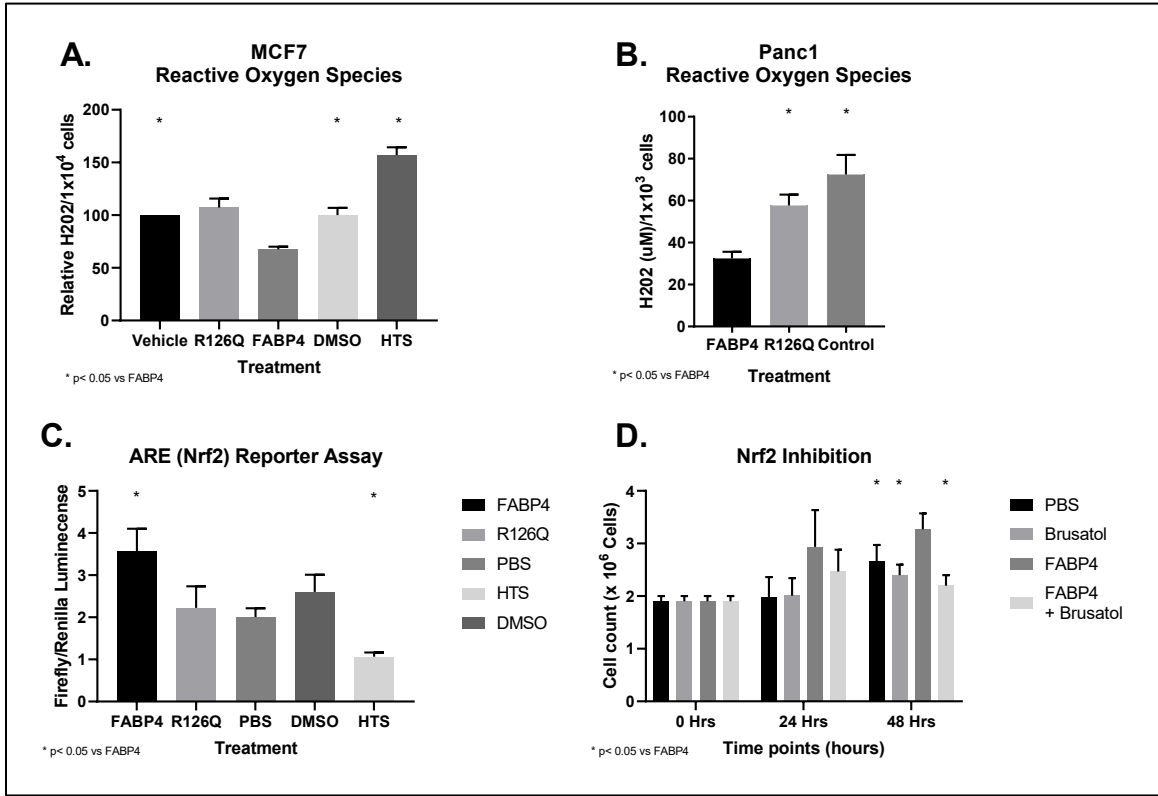 A.
MCF7
Reactive Oxygen Species
Relative H202/1x10⁴ cells
200
150
100
50
0
* * *
Vehicle R126Q FABP4 DMSO HTS
Treatment
* p< 0.05 vs FABP4
B.
Panc1
Reactive Oxygen Species
H202 (uM)/1x10³ cells
100
80
60
40
20
0
* *
FABP4 R126Q Control
Treatment
* p< 0.05 vs FABP4
C.
ARE (Nrf2) Reporter Assay
Firefly/Renilla Luminecense
5
4
3
2
1
0
* *
FABP4 R126Q PBS DMSO HTS
Treatment
* p< 0.05 vs FABP4
FABP4
R126Q
PBS
HTS
DMSO
D.
Nrf2 Inhibition
Cell count (x 10⁶ Cells)
4
3
2
1
0
* * *
0 Hrs 24 Hrs 48 Hrs
Time points (hours)
* p< 0.05 vs FABP4
PBS
Brusatol
FABP4
FABP4
+ Brusatol